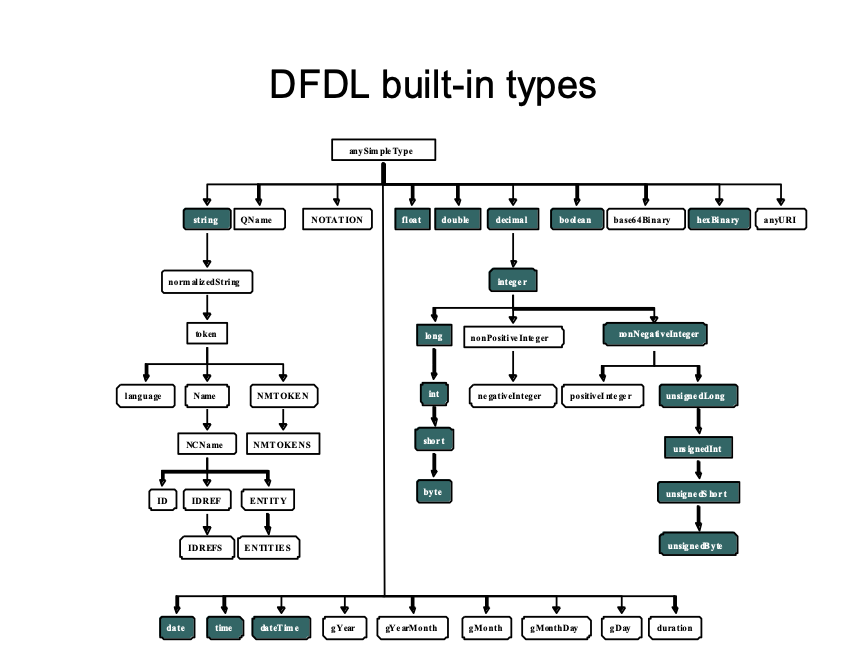 DFDL built-in types
anySimpleType
string QName NOTATION float double decimal boolean base64Binary hexBinary anyURI
normalizedString integer
token long nonPositiveInteger nonNegativeInteger
language Name NMTOKEN int negativeInteger positiveInteger unsignedLong
NCName NMTOKENS short unsignedInt
ID IDREF ENTITY byte unsignedShort
IDREFS ENTITIES unsignedByte
date time dateTime gYear gYearMonth gMonth gMonthDay gDay duration